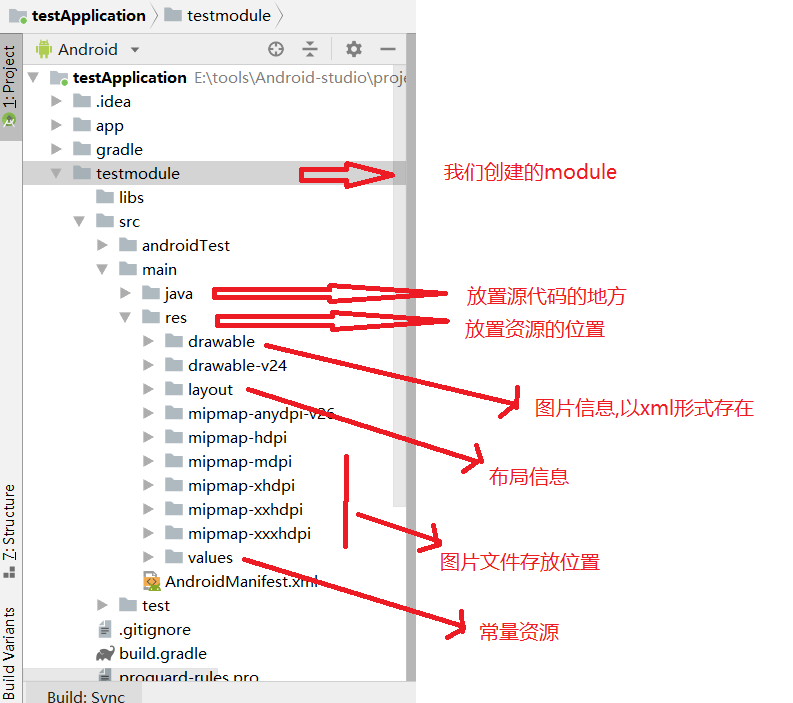 testApplication testmodule
1: Project
Android
testApplication E:\tools\Android-studio\proje
.idea
app
gradle
testmodule 我们创建的module
libs
src
androidTest
main
java 放置源代码的地方
res 放置资源的位置
drawable
drawable-v24
layout
图片信息,以xml形式存在
mipmap-anydpi-v26
mipmap-hdpi
mipmap-mdpi
布局信息
mipmap-xhdpi
mipmap-xxhdpi
mipmap-xxxhdpi
7: Structure
values
图片文件存放位置
AndroidManifest.xml
test
.gitignore
常量资源
build.gradle
Build Variants
proguard-rules.pro
Build: Sync